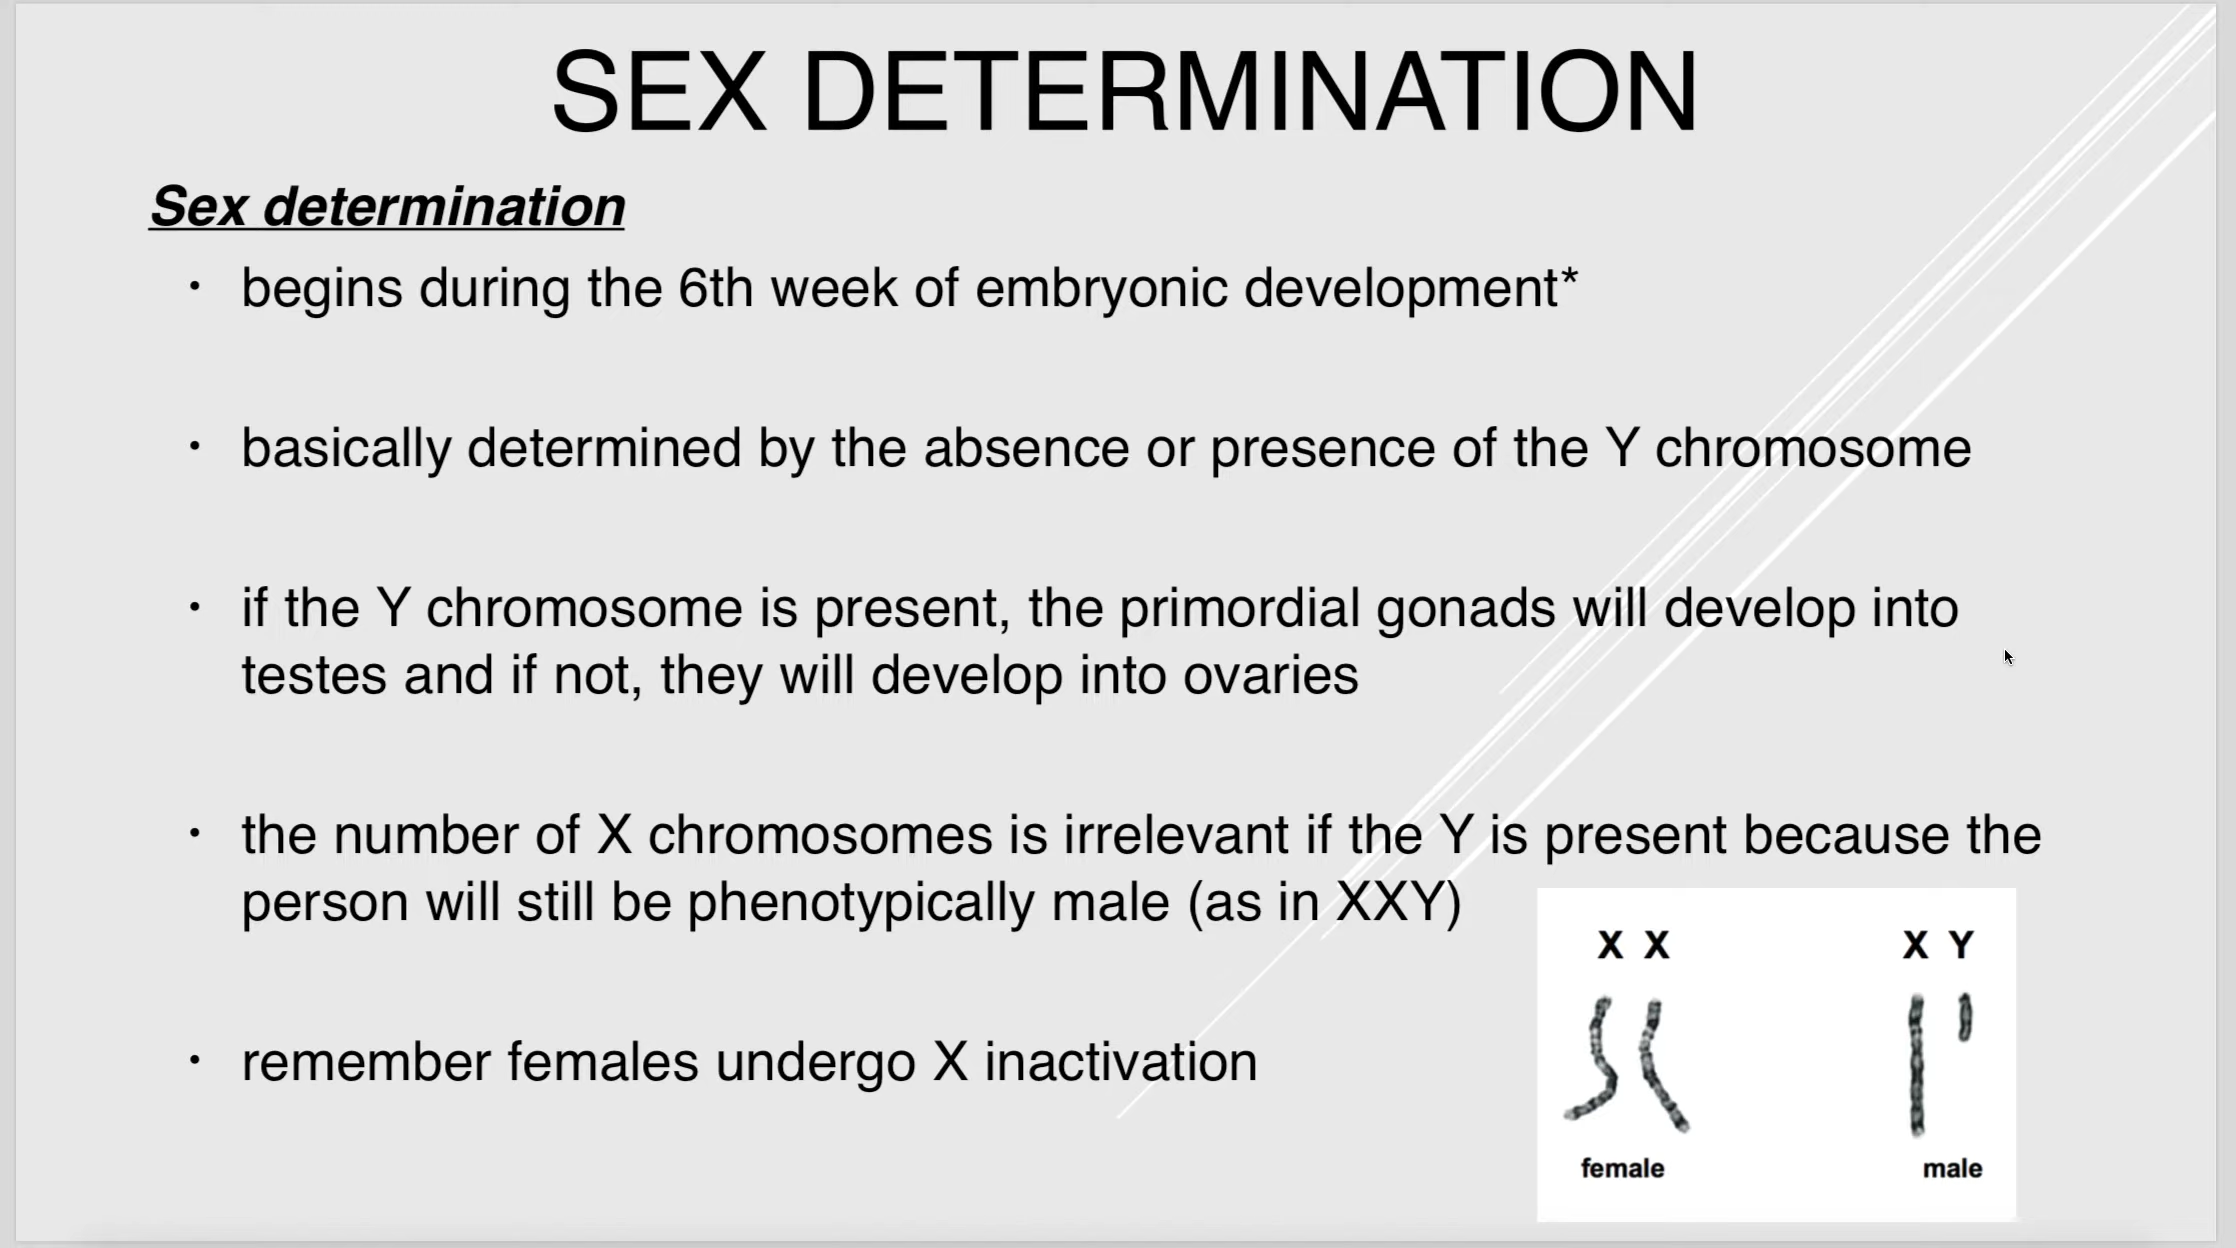 SEX DETERMINATION
Sex determination
• begins during the 6th week of embryonic development*
• basically determined by the absence or presence of the Y chromosome
• if the Y chromosome is present, the primordial gonads will develop into
testes and if not, they will develop into ovaries
• the number of X chromosomes is irrelevant if the Y is present because the
person will still be phenotypically male (as in XXY)
• remember females undergo X inactivation
X X
X Y
female
male